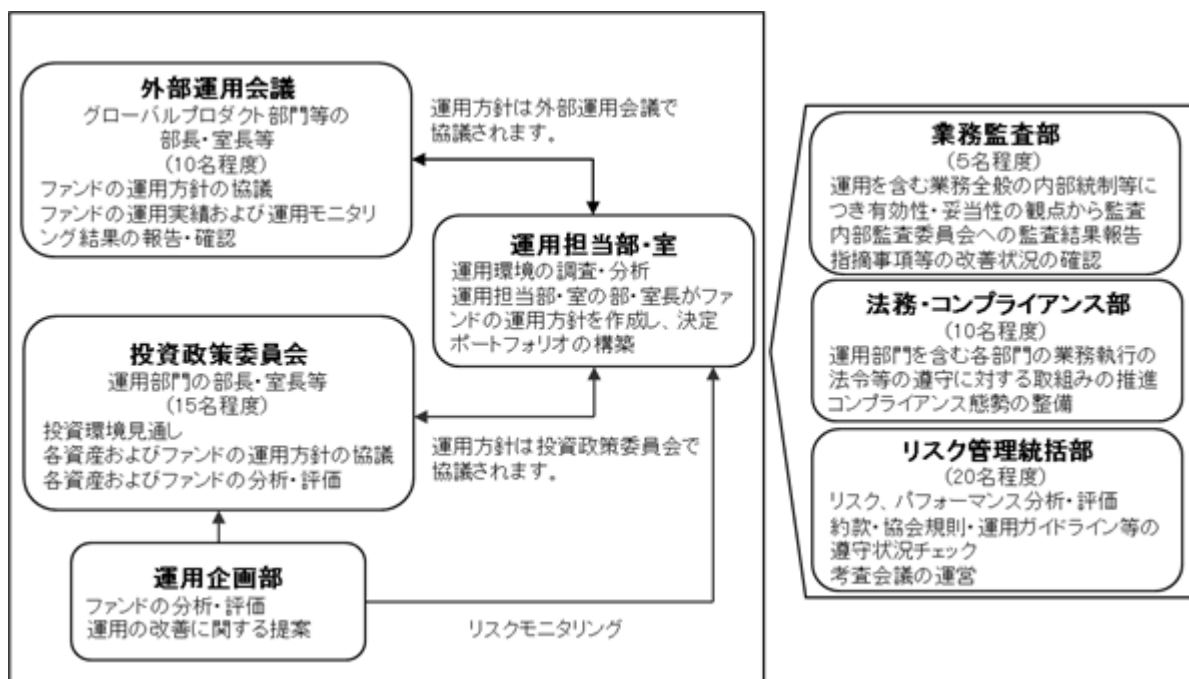 外部運用会議
グローバルプロダクト部門等の
部長・室長等
(10名程度)
ファンドの運用方針の協議
ファンドの運用実績および運用モニタリ
ング結果の報告・確認
運用方針は外部運用会議で
協議されます。
運用担当部・室
運用環境の調査・分析
運用担当部・室の部・室長がファ
ンドの運用方針を作成し、決定
ポートフォリオの構築
投資政策委員会
運用部門の部長・室長等
(15名程度)
投資環境見通し
各資産およびファンドの運用方針の協議
各資産およびファンドの分析・評価
運用方針は投資政策委員会で
協議されます。
運用企画部
ファンドの分析・評価
運用の改善に関する提案
リスクモニタリング
業務監査部
(5名程度)
運用を含む業務全般の内部統制等に
つき有効性・妥当性の観点から監査
内部監査委員会への監査結果報告
指摘事項等の改善状況の確認
法務・コンプライアンス部
(10名程度)
運用部門を含む各部門の業務執行の
法令等の遵守に対する取組みの推進
コンプライアンス態勢の整備
リスク管理統括部
(20名程度)
リスク、パフォーマンス分析・評価
約款・協会規則・運用ガイドライン等の
遵守状況チェック
考査会議の運営